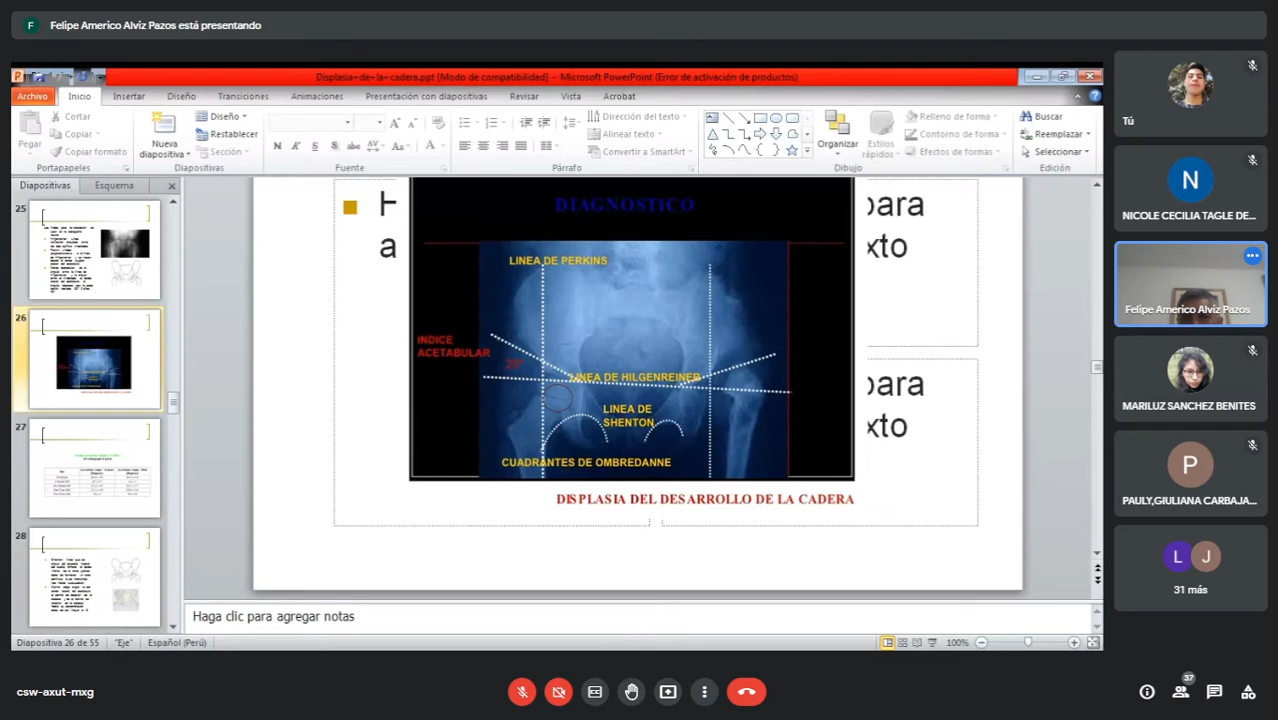 F
Felipe Americo Alviz Pazos está presentando
Displasia-de-la-cadera.ppt [Modo de compatibilidad] - Microsoft PowerPoint (Error de activación de productos)
Archivo
Inicio
Insertar
Diseño
Transiciones
Animaciones
Presentación con diapositivas
Revisar
Vista
Acrobat
Pegar
Cortar
Copiar
Copiar formato
Portapapeles
Nueva
diapositiva
Diseño
Restablecer
Sección
Diapositivas
Fuente
Párrafo
Dirección del texto
Alinear texto
Convertir a SmartArt
Organizar
Estilos
rápidos
Relleno de forma
Contorno de forma
Efectos de formas
Dibujo
Buscar
Reemplazar
Seleccionar
Edición
Diapositivas
Esquema
25
26
27
28
para
xto
para
xto
DIAGNOSTICO
LINEA DE PERKINS
INDICE
ACETABULAR
25°
LINEA DE HILGENREINER
LINEA DE
SHENTON
CUADRANTES DE OMBREDANNE
DISPLASIA DEL DESARROLLO DE LA CADERA
Haga clic para agregar notas
Diapositiva 26 de 55
"Eje"
Español (Perú)
100%
Tú
N
NICOLE CECILIA TAGLE DE...
Felipe Americo Alviz Pazos
MARILUZ SANCHEZ BENITES
P
PAULY,GIULIANA CARBAJA...
L
J
31 más
csw-axut-mxg
37